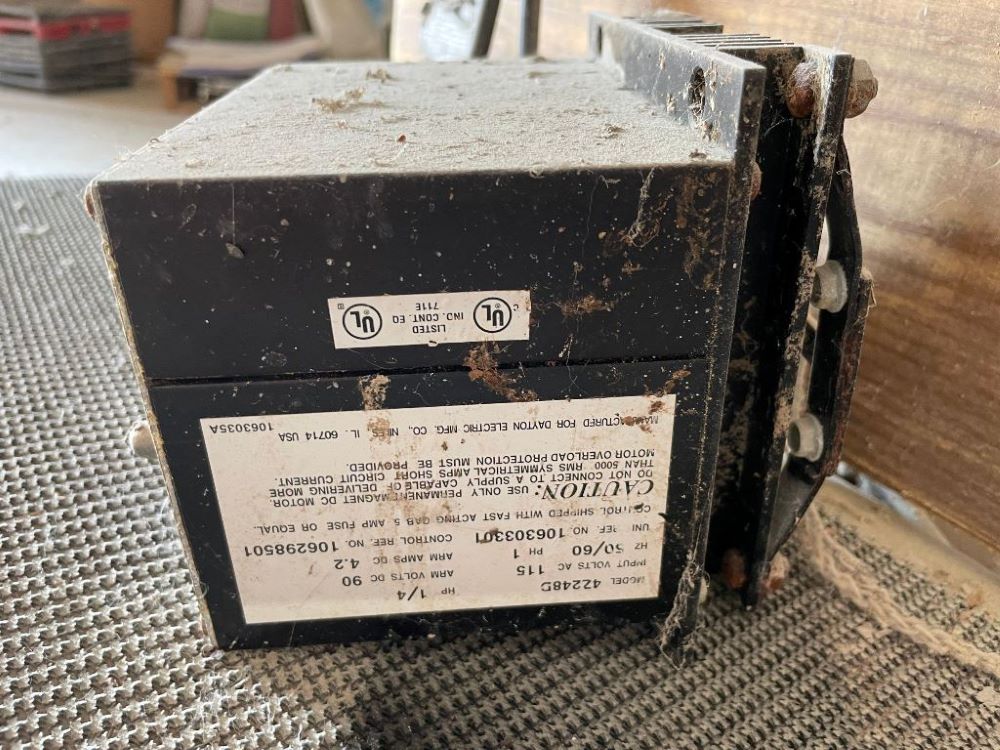 MODEL 4Z248D HP 1/4
INPUT VOLTS AC 115 ARM VOLTS DC 90
HZ 50/60 PH 1 ARM AMPS DC 4.2
UNI REF. NO. 106303301 CONTROL REF. NO. 106298501
CONTROL SHIPPED WITH FAST ACTING GAB 5 AMP FUSE OR EQUAL.
CAUTION: USE ONLY PERMANENT MAGNET DC MOTOR.
DO NOT CONNECT TO A SUPPLY CAPABLE OF DELIVERING MORE
THAN 5000 RMS SYMMETRICAL AMPS SHORT CIRCUIT CURRENT.
MOTOR OVERLOAD PROTECTION MUST BE PROVIDED.
MANUFACTURED FOR DAYTON ELECTRIC MFG. CO., NILES, IL. 60714 USA 1063035A
UL ® LISTED UL ®
IND. CONT. EQ
711E